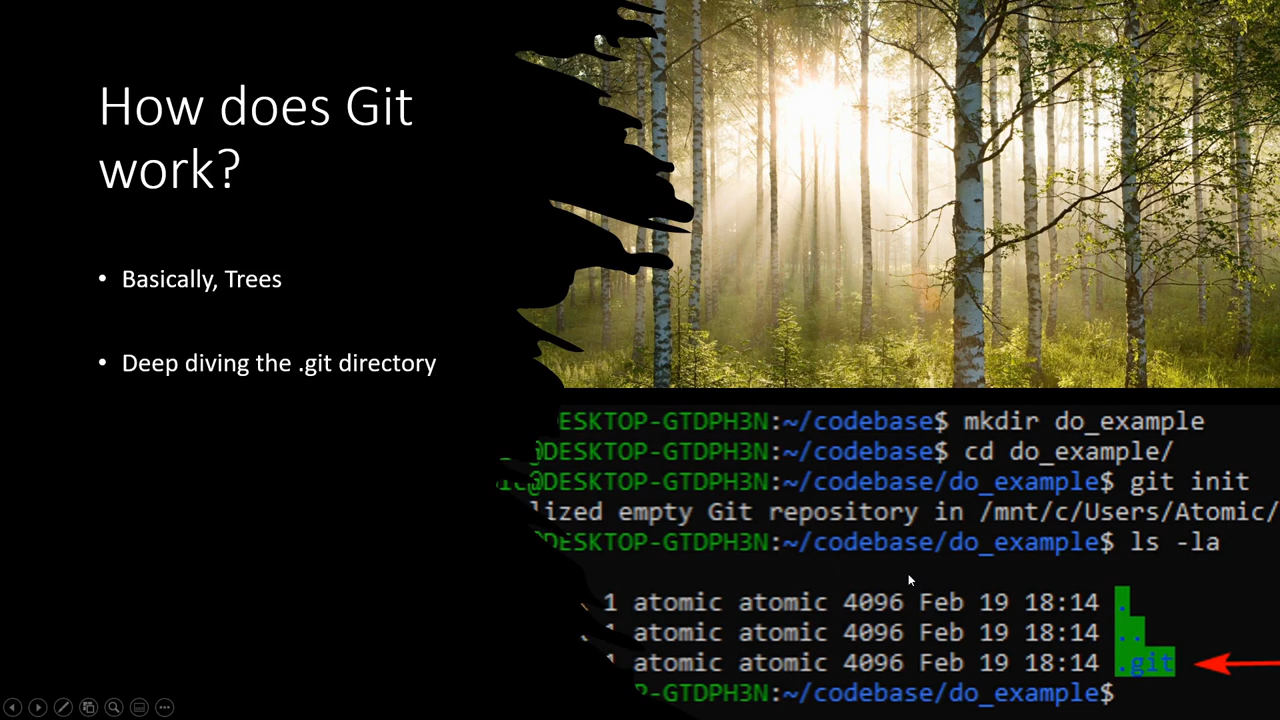 How does Git
work?
• Basically, Trees
• Deep diving the .git directory
ESKTOP-GTDPH3N:~/codebase$ mkdir do_example
@DESKTOP-GTDPH3N:~/codebase$ cd do_example/
ic@DESKTOP-GTDPH3N:~/codebase/do_example$ git init
lized empty Git repository in /mnt/c/Users/Atomic/
DESKTOP-GTDPH3N:~/codebase/do_example$ ls -la
1 atomic atomic 4096 Feb 19 18:14 .
1 atomic atomic 4096 Feb 19 18:14 ..
1 atomic atomic 4096 Feb 19 18:14 .git
P-GTDPH3N:~/codebase/do_example$